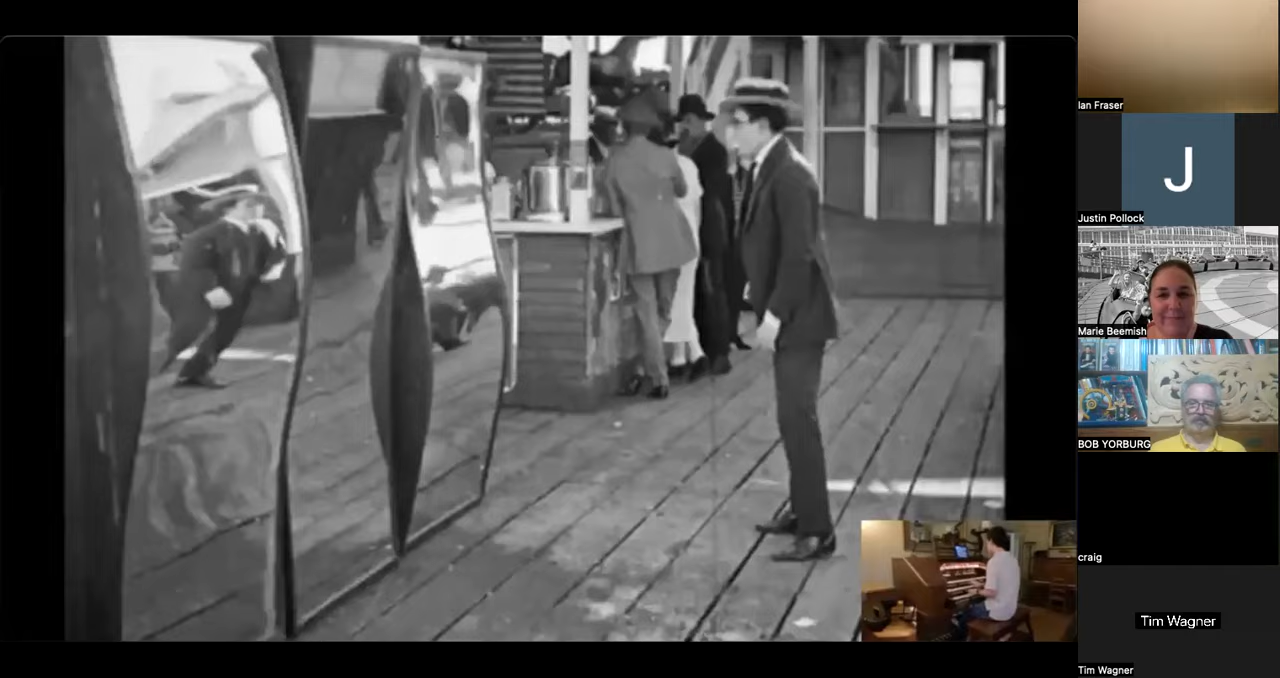 Ian Fraser
J
Justin Pollock
Marie Beemish
BOB YORBURG
craig
Tim Wagner
Tim Wagner